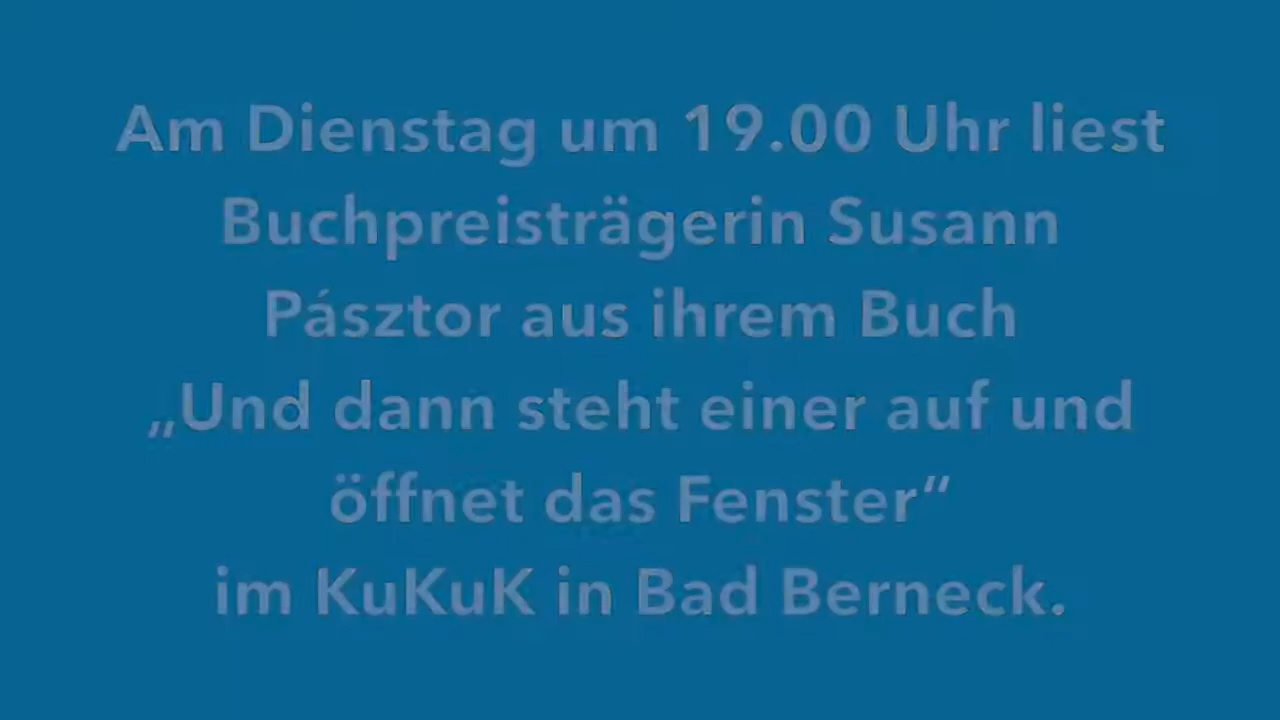 Am Dienstag um 19.00 Uhr liest
Buchpreisträgerin Susann
Pásztor aus ihrem Buch
„Und dann steht einer auf und
öffnet das Fenster“
im KuKuK in Bad Berneck.